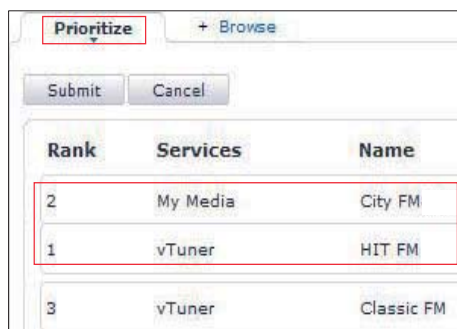 Prioritize + Browse
Submit Cancel
Rank Services Name
2 My Media City FM
1 vTuner HIT FM
3 vTuner Classic FM